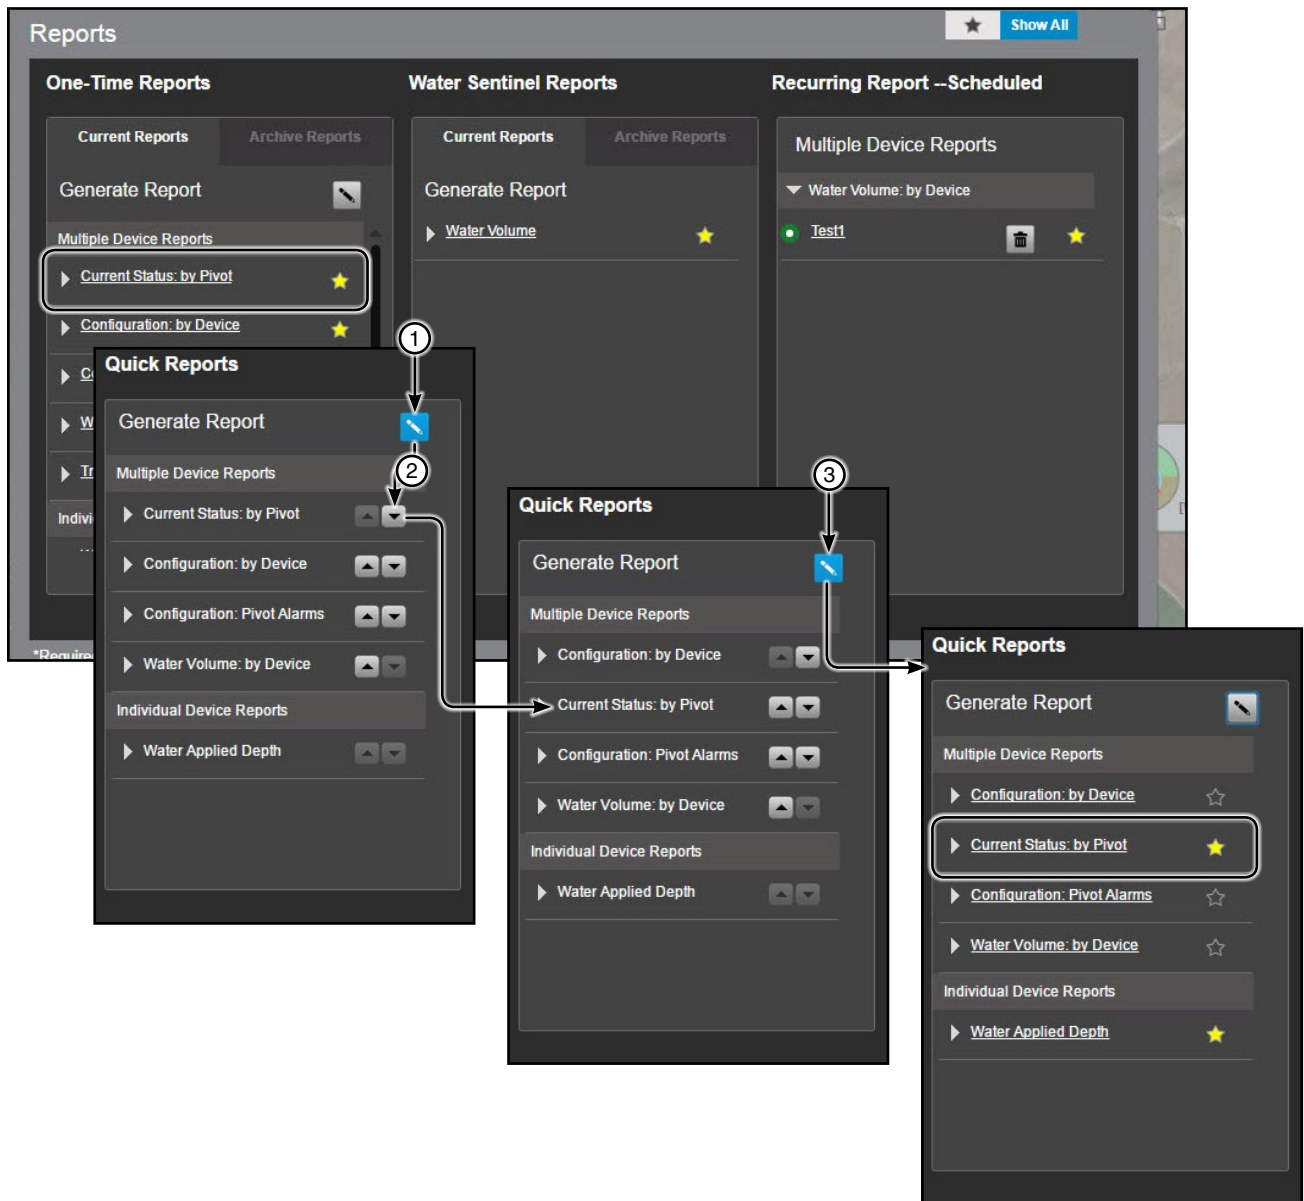 Reports
Show All
One-Time Reports
Current Reports
Archive Reports
Generate Report
Multiple Device Reports
Current Status: by Pivot
Configuration: by Device
Water Sentinel Reports
Current Reports
Archive Reports
Generate Report
Water Volume
Recurring Report --Scheduled
Multiple Device Reports
Water Volume: by Device
Test1
1
Quick Reports
Generate Report
2
Multiple Device Reports
Current Status: by Pivot
Configuration: by Device
Configuration: Pivot Alarms
Water Volume: by Device
Individual Device Reports
Water Applied Depth
3
Quick Reports
Generate Report
Multiple Device Reports
Configuration: by Device
Current Status: by Pivot
Configuration: Pivot Alarms
Water Volume: by Device
Individual Device Reports
Water Applied Depth
Quick Reports
Generate Report
Multiple Device Reports
Configuration: by Device
Current Status: by Pivot
Configuration: Pivot Alarms
Water Volume: by Device
Individual Device Reports
Water Applied Depth